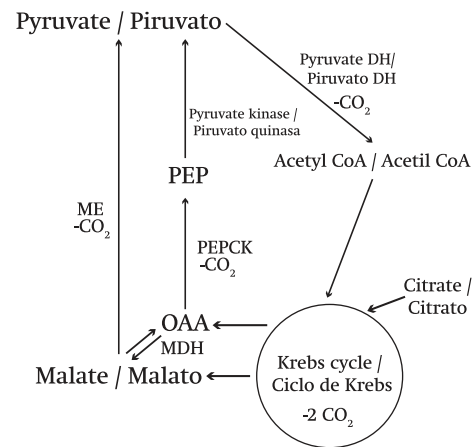 Pyruvate / Piruvato
Pyruvate DH/
Piruvato DH
-CO₂
Pyruvate kinase /
Piruvato quinasa
Acetyl CoA / Acetil CoA
PEP
ME
-CO₂
PEPCK
-CO₂
Citrate /
Citrato
OAA
MDH
Krebs cycle /
Ciclo de Krebs
Malate / Malato
-2 CO₂